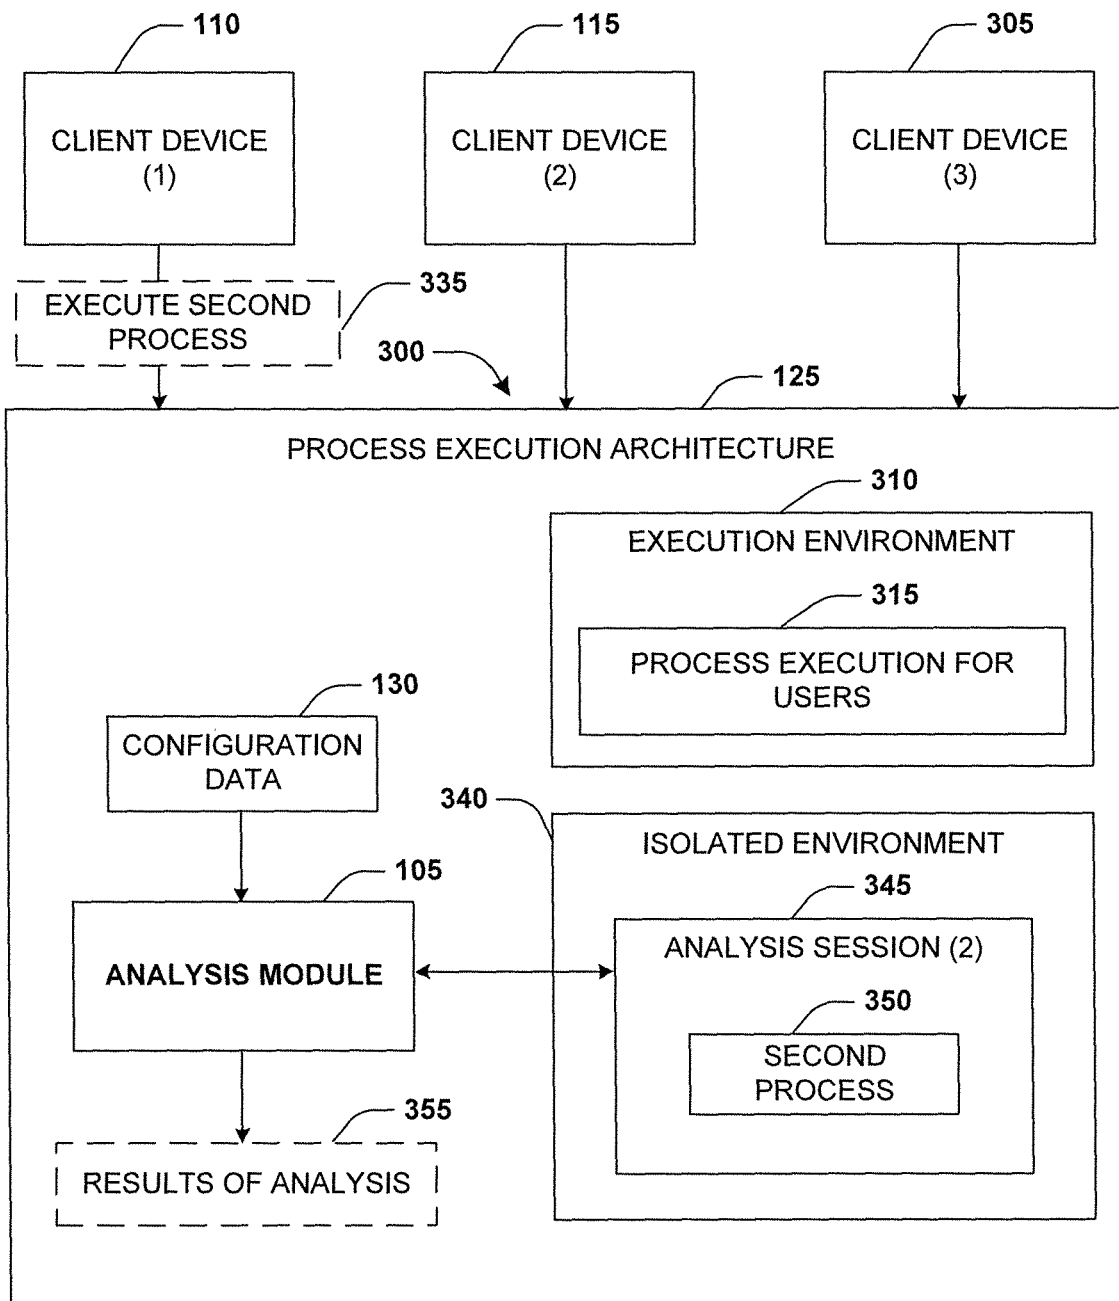 110
115
305
CLIENT DEVICE
(1)
CLIENT DEVICE
(2)
CLIENT DEVICE
(3)
EXECUTE SECOND
PROCESS
335
300
125
PROCESS EXECUTION ARCHITECTURE
310
EXECUTION ENVIRONMENT
315
PROCESS EXECUTION FOR
USERS
130
CONFIGURATION
DATA
340
ISOLATED ENVIRONMENT
105
345
ANALYSIS MODULE
ANALYSIS SESSION (2)
350
SECOND
PROCESS
355
RESULTS OF ANALYSIS